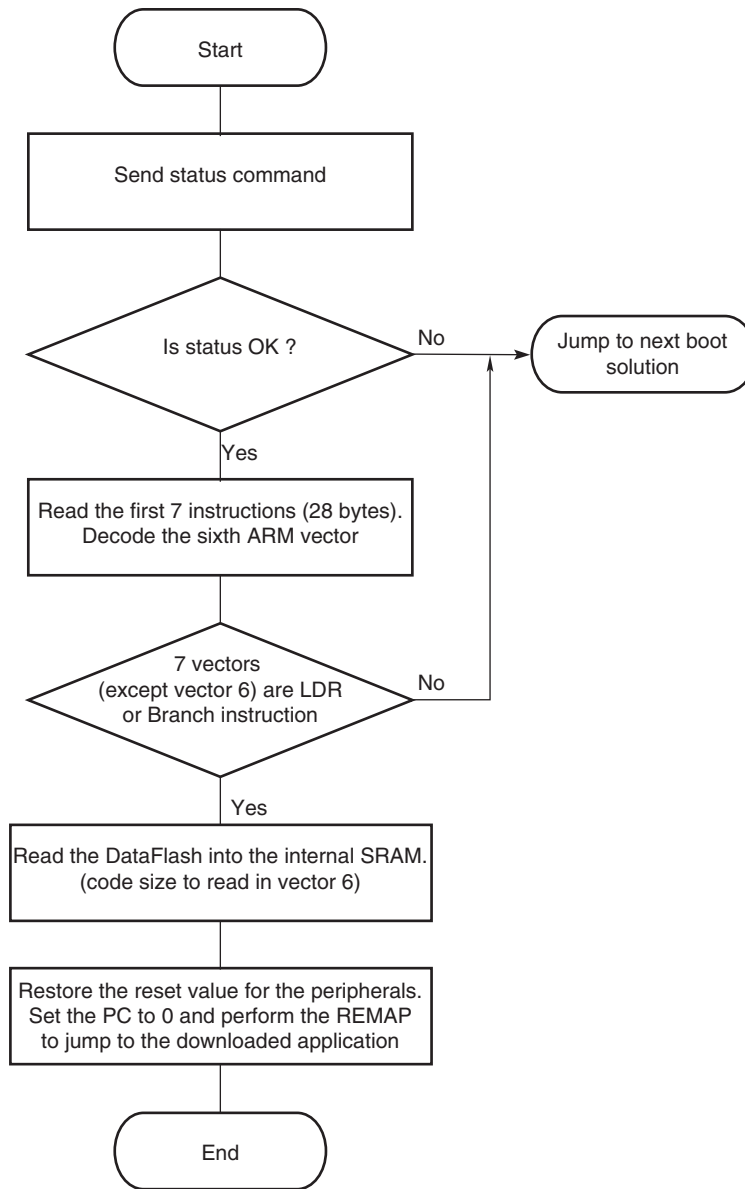 Start
Send status command
Is status OK ?
No
Jump to next boot
solution
Yes
Read the first 7 instructions (28 bytes).
Decode the sixth ARM vector
7 vectors
(except vector 6) are LDR
or Branch instruction
No
Yes
Read the DataFlash into the internal SRAM.
(code size to read in vector 6)
Restore the reset value for the peripherals.
Set the PC to 0 and perform the REMAP
to jump to the downloaded application
End